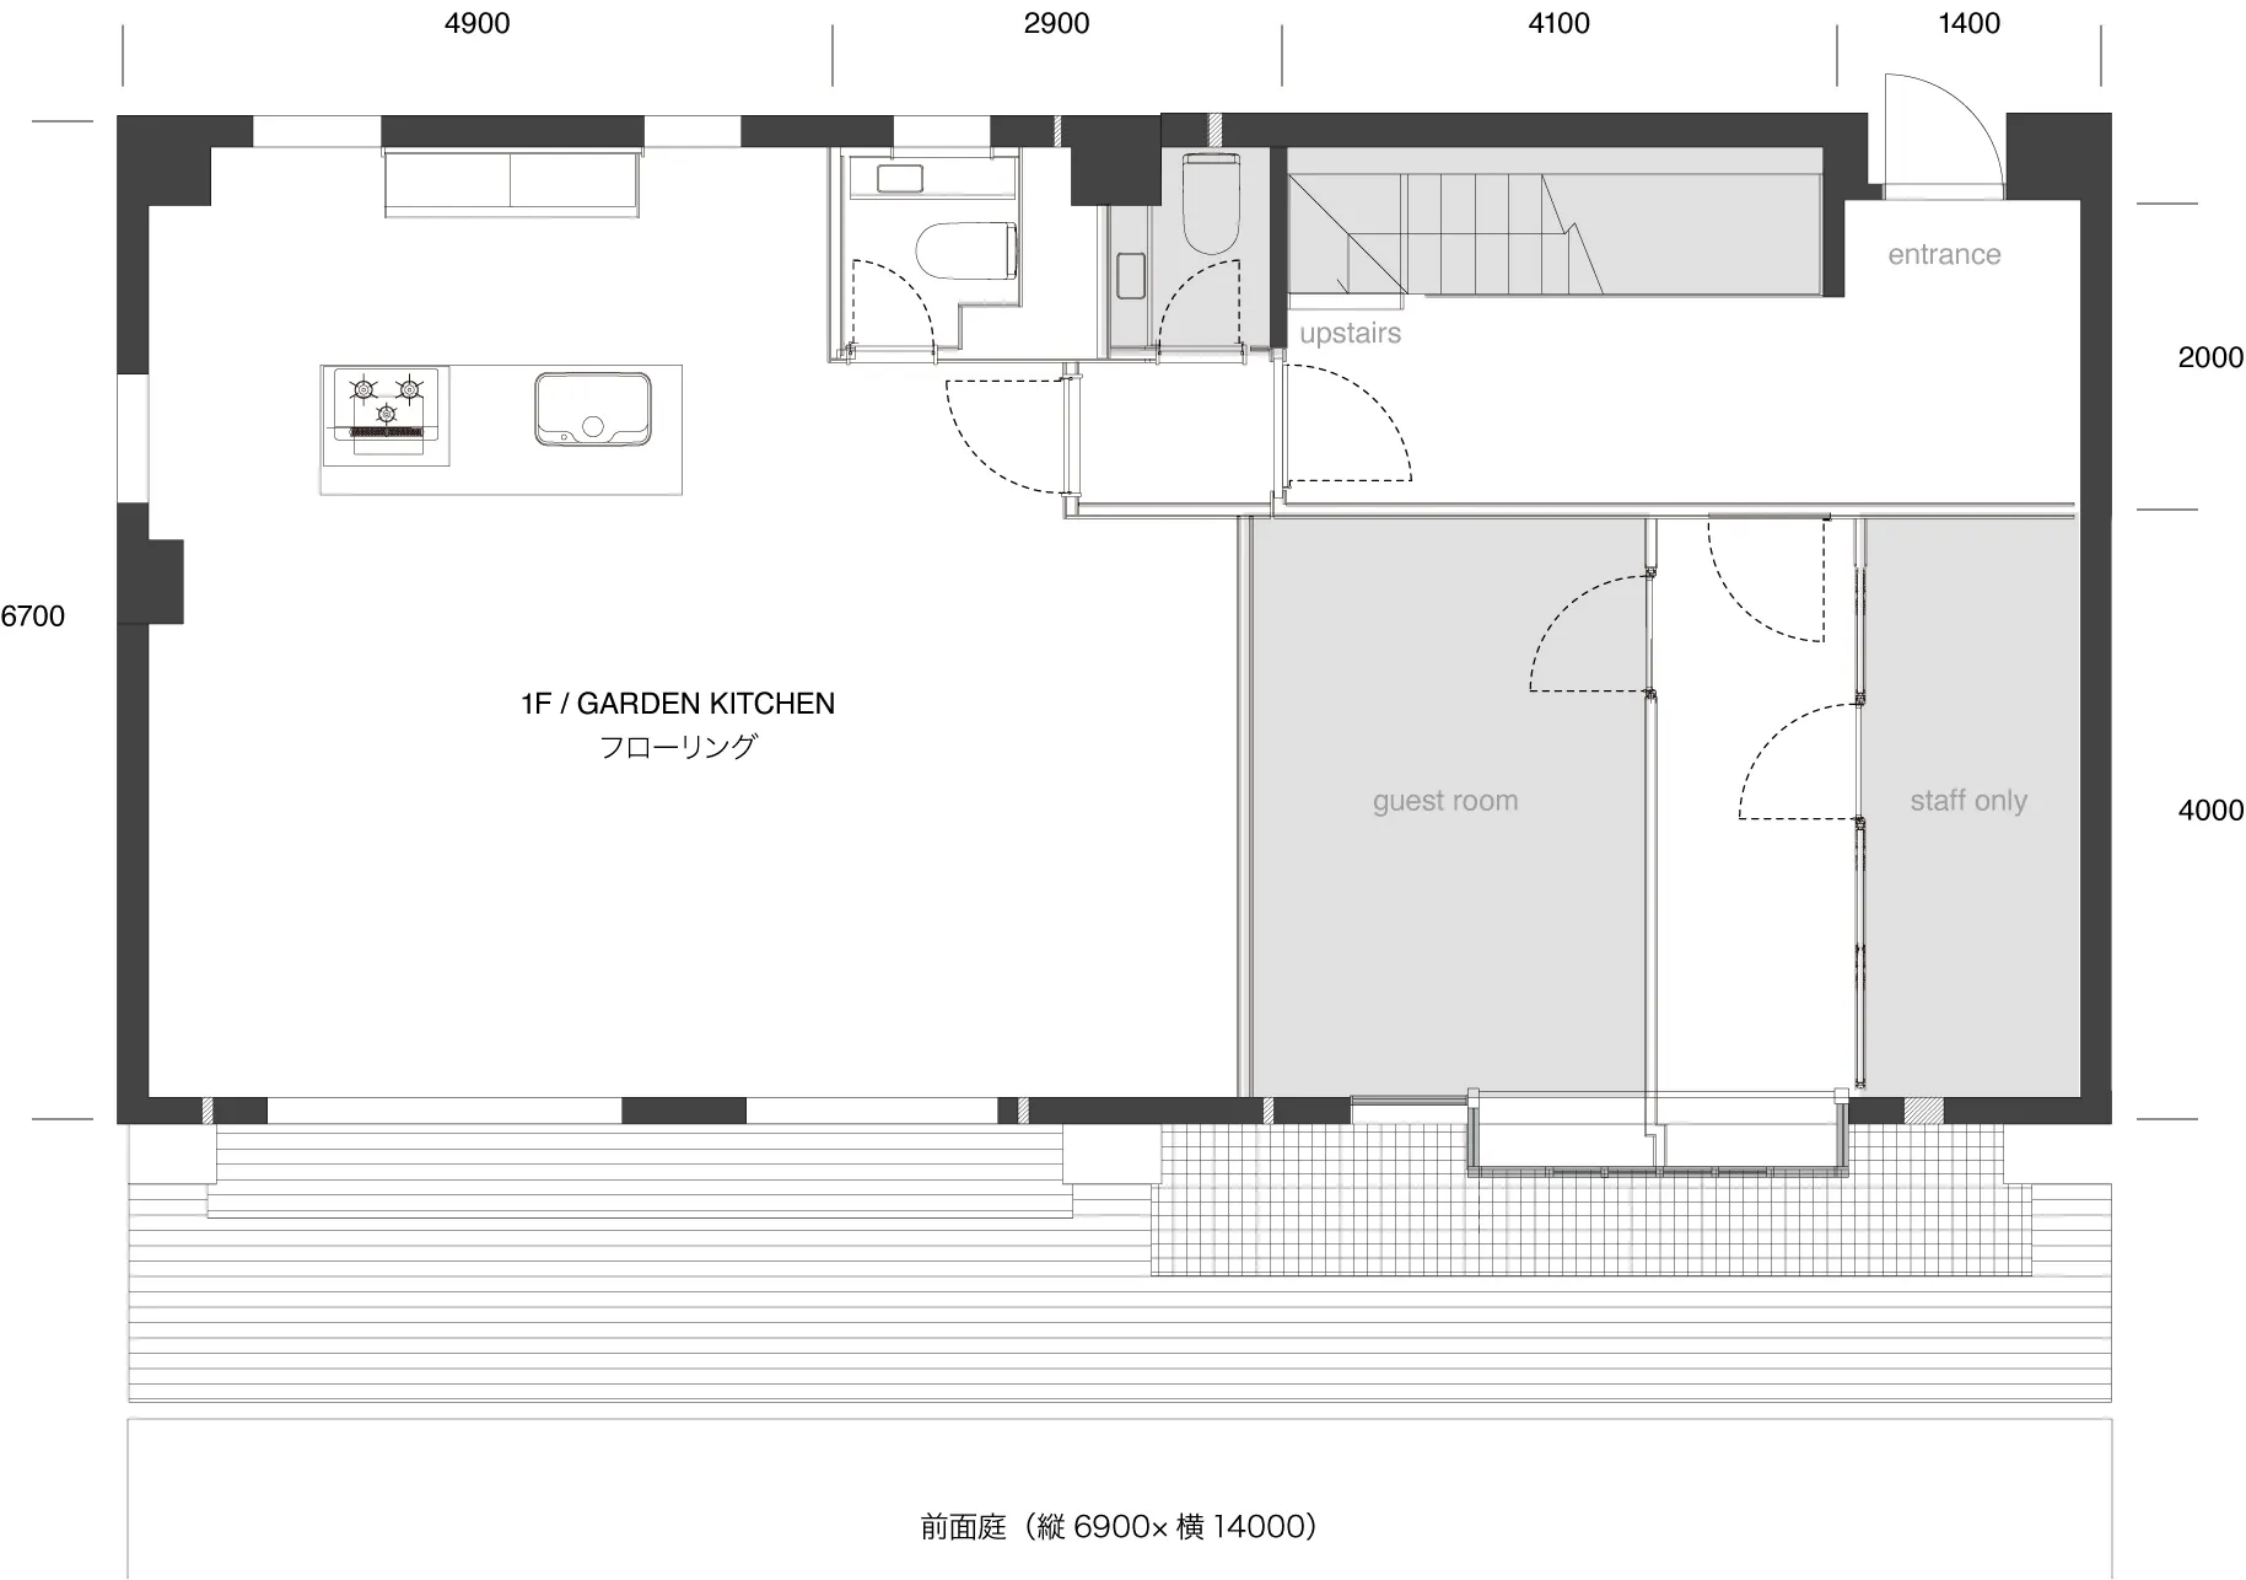 4900
2900
4100
1400
entrance
upstairs
2000
6700
1F / GARDEN KITCHEN
フローリング
guest room
staff only
4000
前面庭（縦 6900× 横 14000）